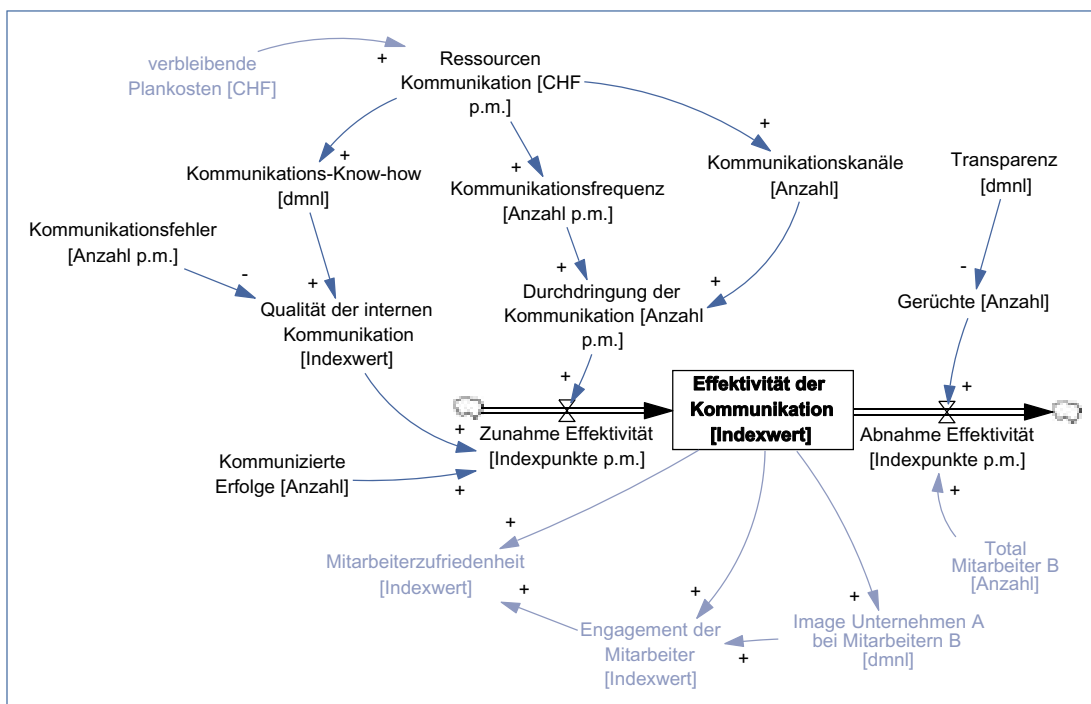 verbleibende
Plankosten [CHF]
+
Ressourcen
Kommunikation [CHF
p.m.]
+
Kommunikations-Know-how
[dmnl]
+
Kommunikationsfrequenz
[Anzahl p.m.]
+
Kommunikationskanäle
[Anzahl]
Transparenz
[dmnl]
Kommunikationsfehler
[Anzahl p.m.]
-
+
Qualität der internen
Kommunikation
[Indexwert]
+
+
Durchdringung der
Kommunikation [Anzahl
p.m.]
-
Gerüchte [Anzahl]
+
Effektivität der
Kommunikation
[Indexwert]
+
+
Zunahme Effektivität
[Indexpunkte p.m.]
Abnahme Effektivität
[Indexpunkte p.m.]
Kommunizierte
Erfolge [Anzahl]
+
+
Total
Mitarbeiter B
[Anzahl]
+
Mitarbeiterzufriedenheit
[Indexwert]
+
+
Engagement der
Mitarbeiter
[Indexwert]
+
+
Image Unternehmen A
bei Mitarbeitern B
[dmnl]